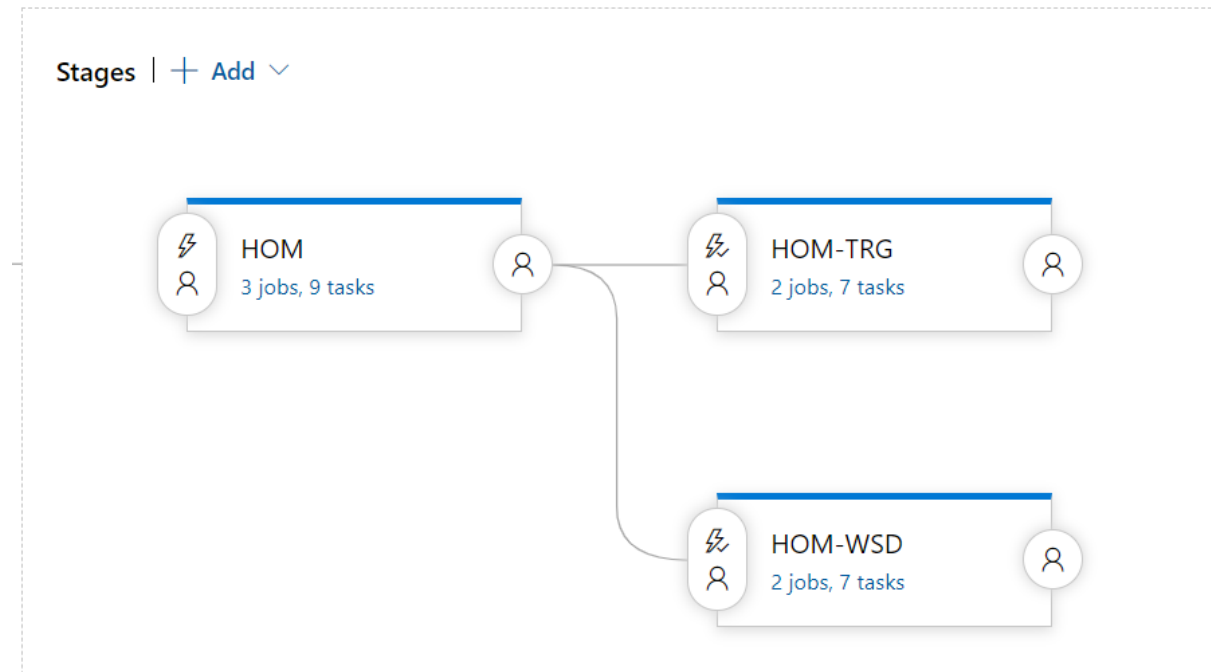 Stages | + Add
HOM
3 jobs, 9 tasks
HOM-TRG
2 jobs, 7 tasks
HOM-WSD
2 jobs, 7 tasks